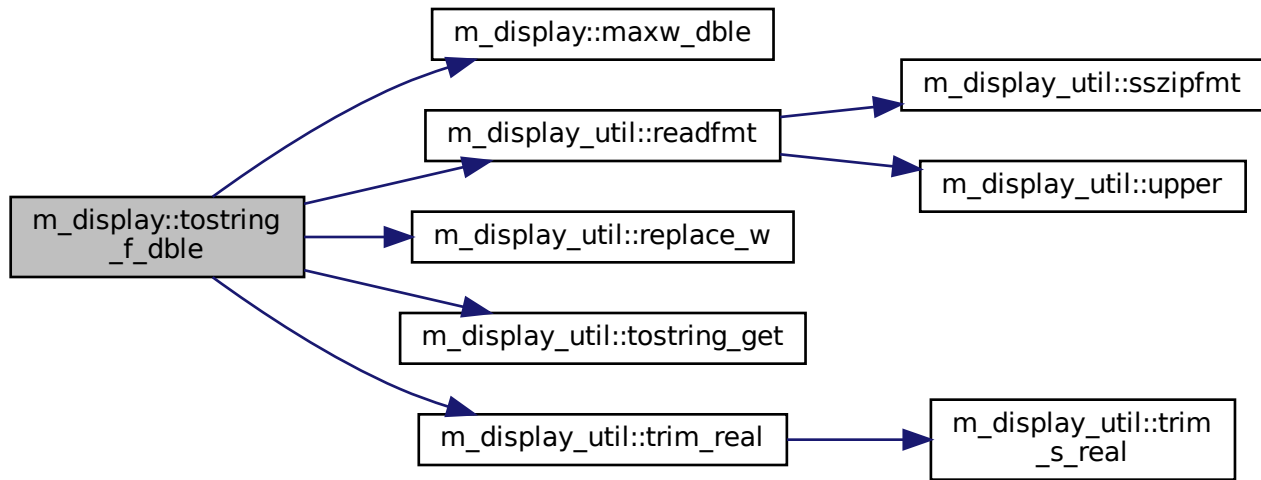 m_display::tostring
_f_dble
m_display::maxw_dble
m_display_util::readfmt
m_display_util::sszipfmt
m_display_util::upper
m_display_util::replace_w
m_display_util::tostring_get
m_display_util::trim_real
m_display_util::trim
_s_real